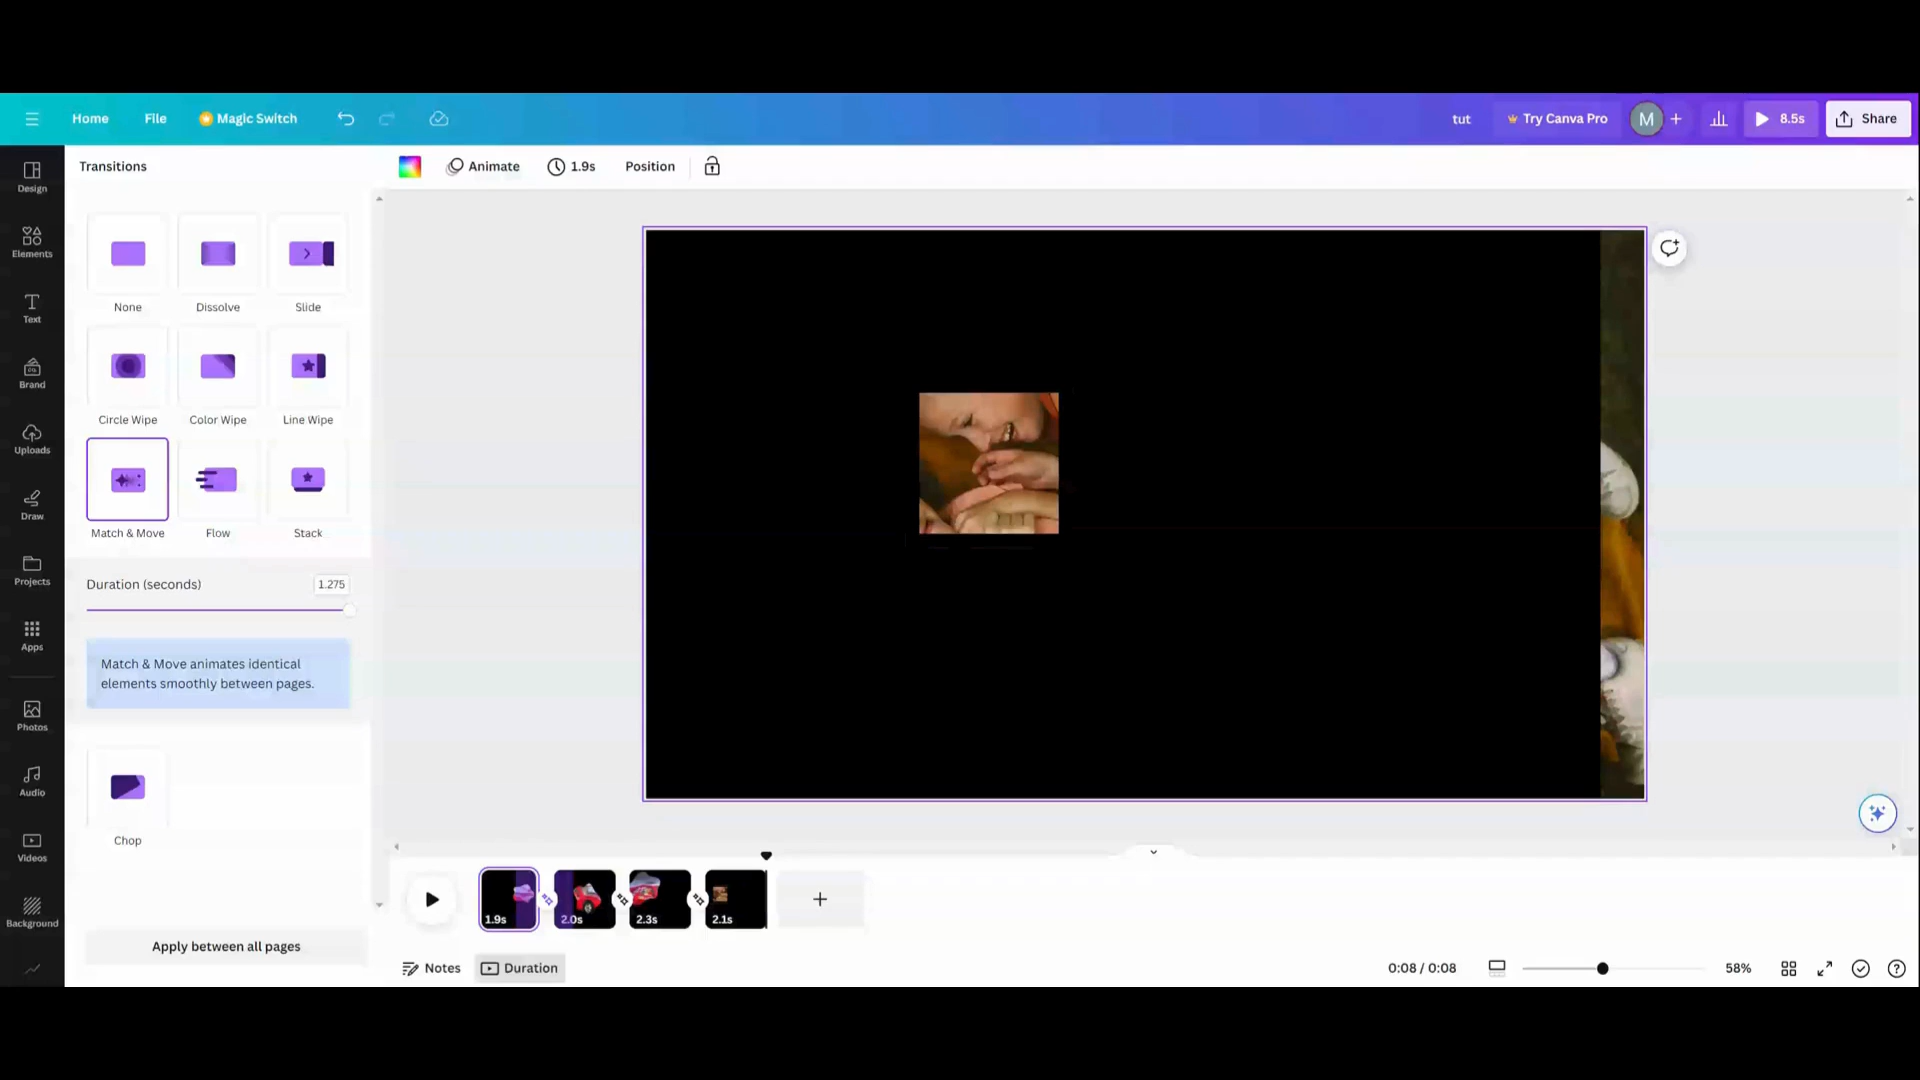 Home File Magic Switch tut Try Canva Pro M 8.5s Share
Design
Elements
Text
Brand
Uploads
Draw
Projects
Apps
Photos
Audio
Videos
Background
Transitions
Animate 1.9s Position
None Dissolve Slide
Circle Wipe Color Wipe Line Wipe
Match & Move Flow Stack
Duration (seconds) 1.275
Match & Move animates identical
elements smoothly between pages.
Chop
Apply between all pages
1.9s 2.0s 2.3s 2.1s
Notes Duration 0:08 / 0:08 58%